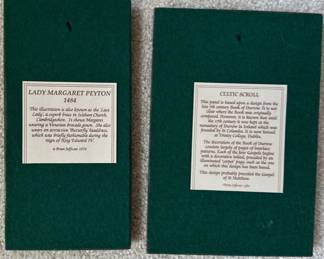 LADY MARGARET PEYTON
1484
This illustration is also known as the 'Lace
Lady', a superb brass in Isleham Church,
Cambridgeshire. It shows Margaret
wearing a Venetian brocade gown. She also
wears an attractive 'Butterfly' headdress,
which was briefly fashionable during the
reign of King Edward IV.
CELTIC SCROLL
This panel is based upon a design from the
late 7th century Book of Durrow. It is not
clear where the Book was originally
composed. However, it is known that until
the 17th century it was kept at the
monastery of Durrow in Ireland which was
founded by St Columba. It is now housed
at Trinity College, Dublin.
The decoration of the Book of Durrow
consists largely of pages of interlace
patterns. Each of the four Gospels begins
with a decorative initial, preceded by an
illuminated 'carpet' page, such as the one
on which this design has been based.
This design probably preceded the Gospel
of St Matthew.